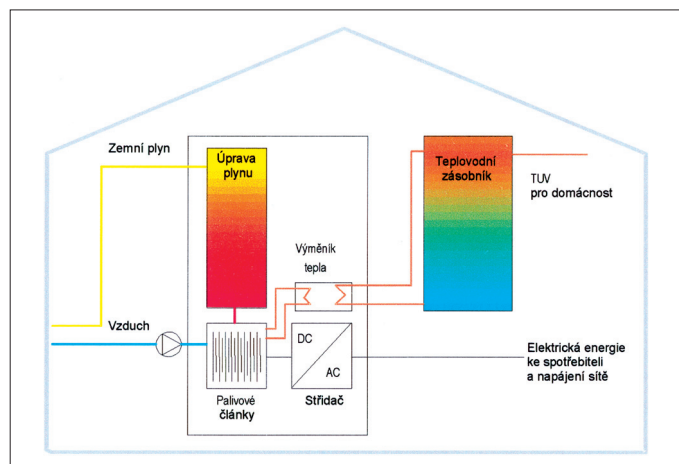 Zemní plyn
Úprava
plynu
Teplovodní
zásobník
TUV
pro domácnost
Výměník
tepla
Vzduch
DC
AC
Elektrická energie
ke spotřebiteli
a napájení sítě
Palivové
články
Střídač